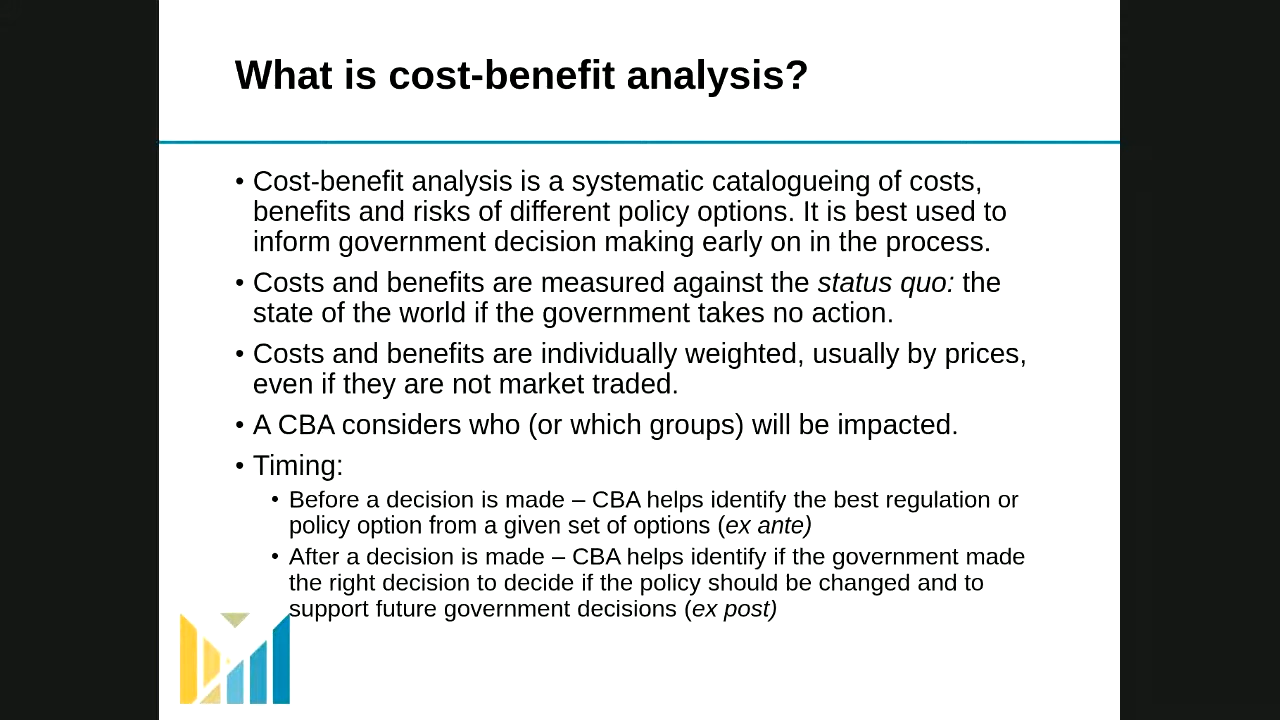 What is cost-benefit analysis?
• Cost-benefit analysis is a systematic catalogueing of costs,
benefits and risks of different policy options. It is best used to
inform government decision making early on in the process.
• Costs and benefits are measured against the status quo: the
state of the world if the government takes no action.
• Costs and benefits are individually weighted, usually by prices,
even if they are not market traded.
• A CBA considers who (or which groups) will be impacted.
• Timing:
• Before a decision is made – CBA helps identify the best regulation or
policy option from a given set of options (ex ante)
• After a decision is made – CBA helps identify if the government made
the right decision to decide if the policy should be changed and to
support future government decisions (ex post)